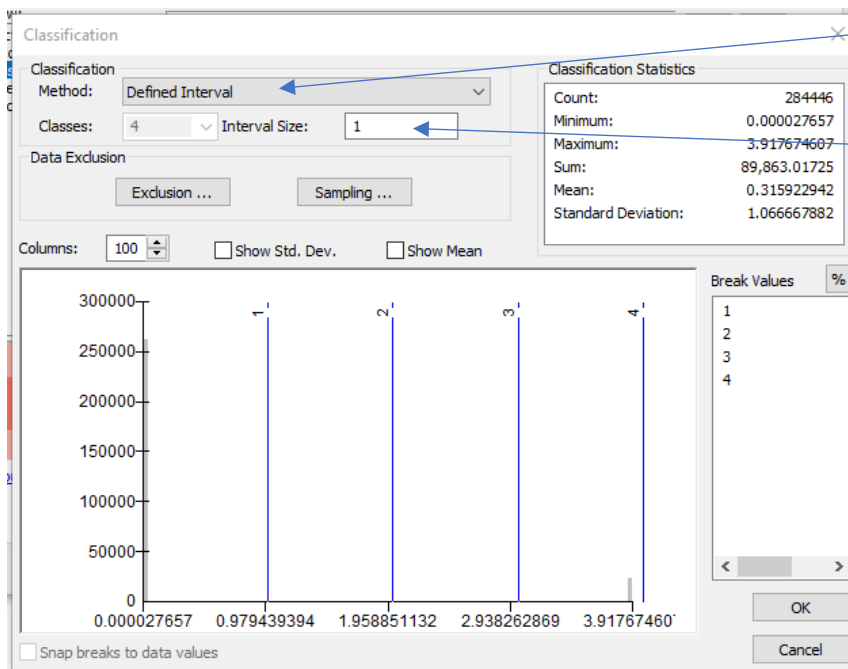 Classification
Classification
Method: Defined Interval
Classes: 4 Interval Size: 1
Data Exclusion
Exclusion ...
Sampling ...
Classification Statistics
Count: 284446
Minimum: 0.000027657
Maximum: 3.917674607
Sum: 89,863.01725
Mean: 0.315922942
Standard Deviation: 1.066667882
Columns: 100 Show Std. Dev. Show Mean
Break Values %
1
2
3
4
300000
250000
200000
150000
100000
50000
0
1 2 3 4
0.000027657 0.979439394 1.958851132 2.938262869 3.91767460
Snap breaks to data values
OK
Cancel